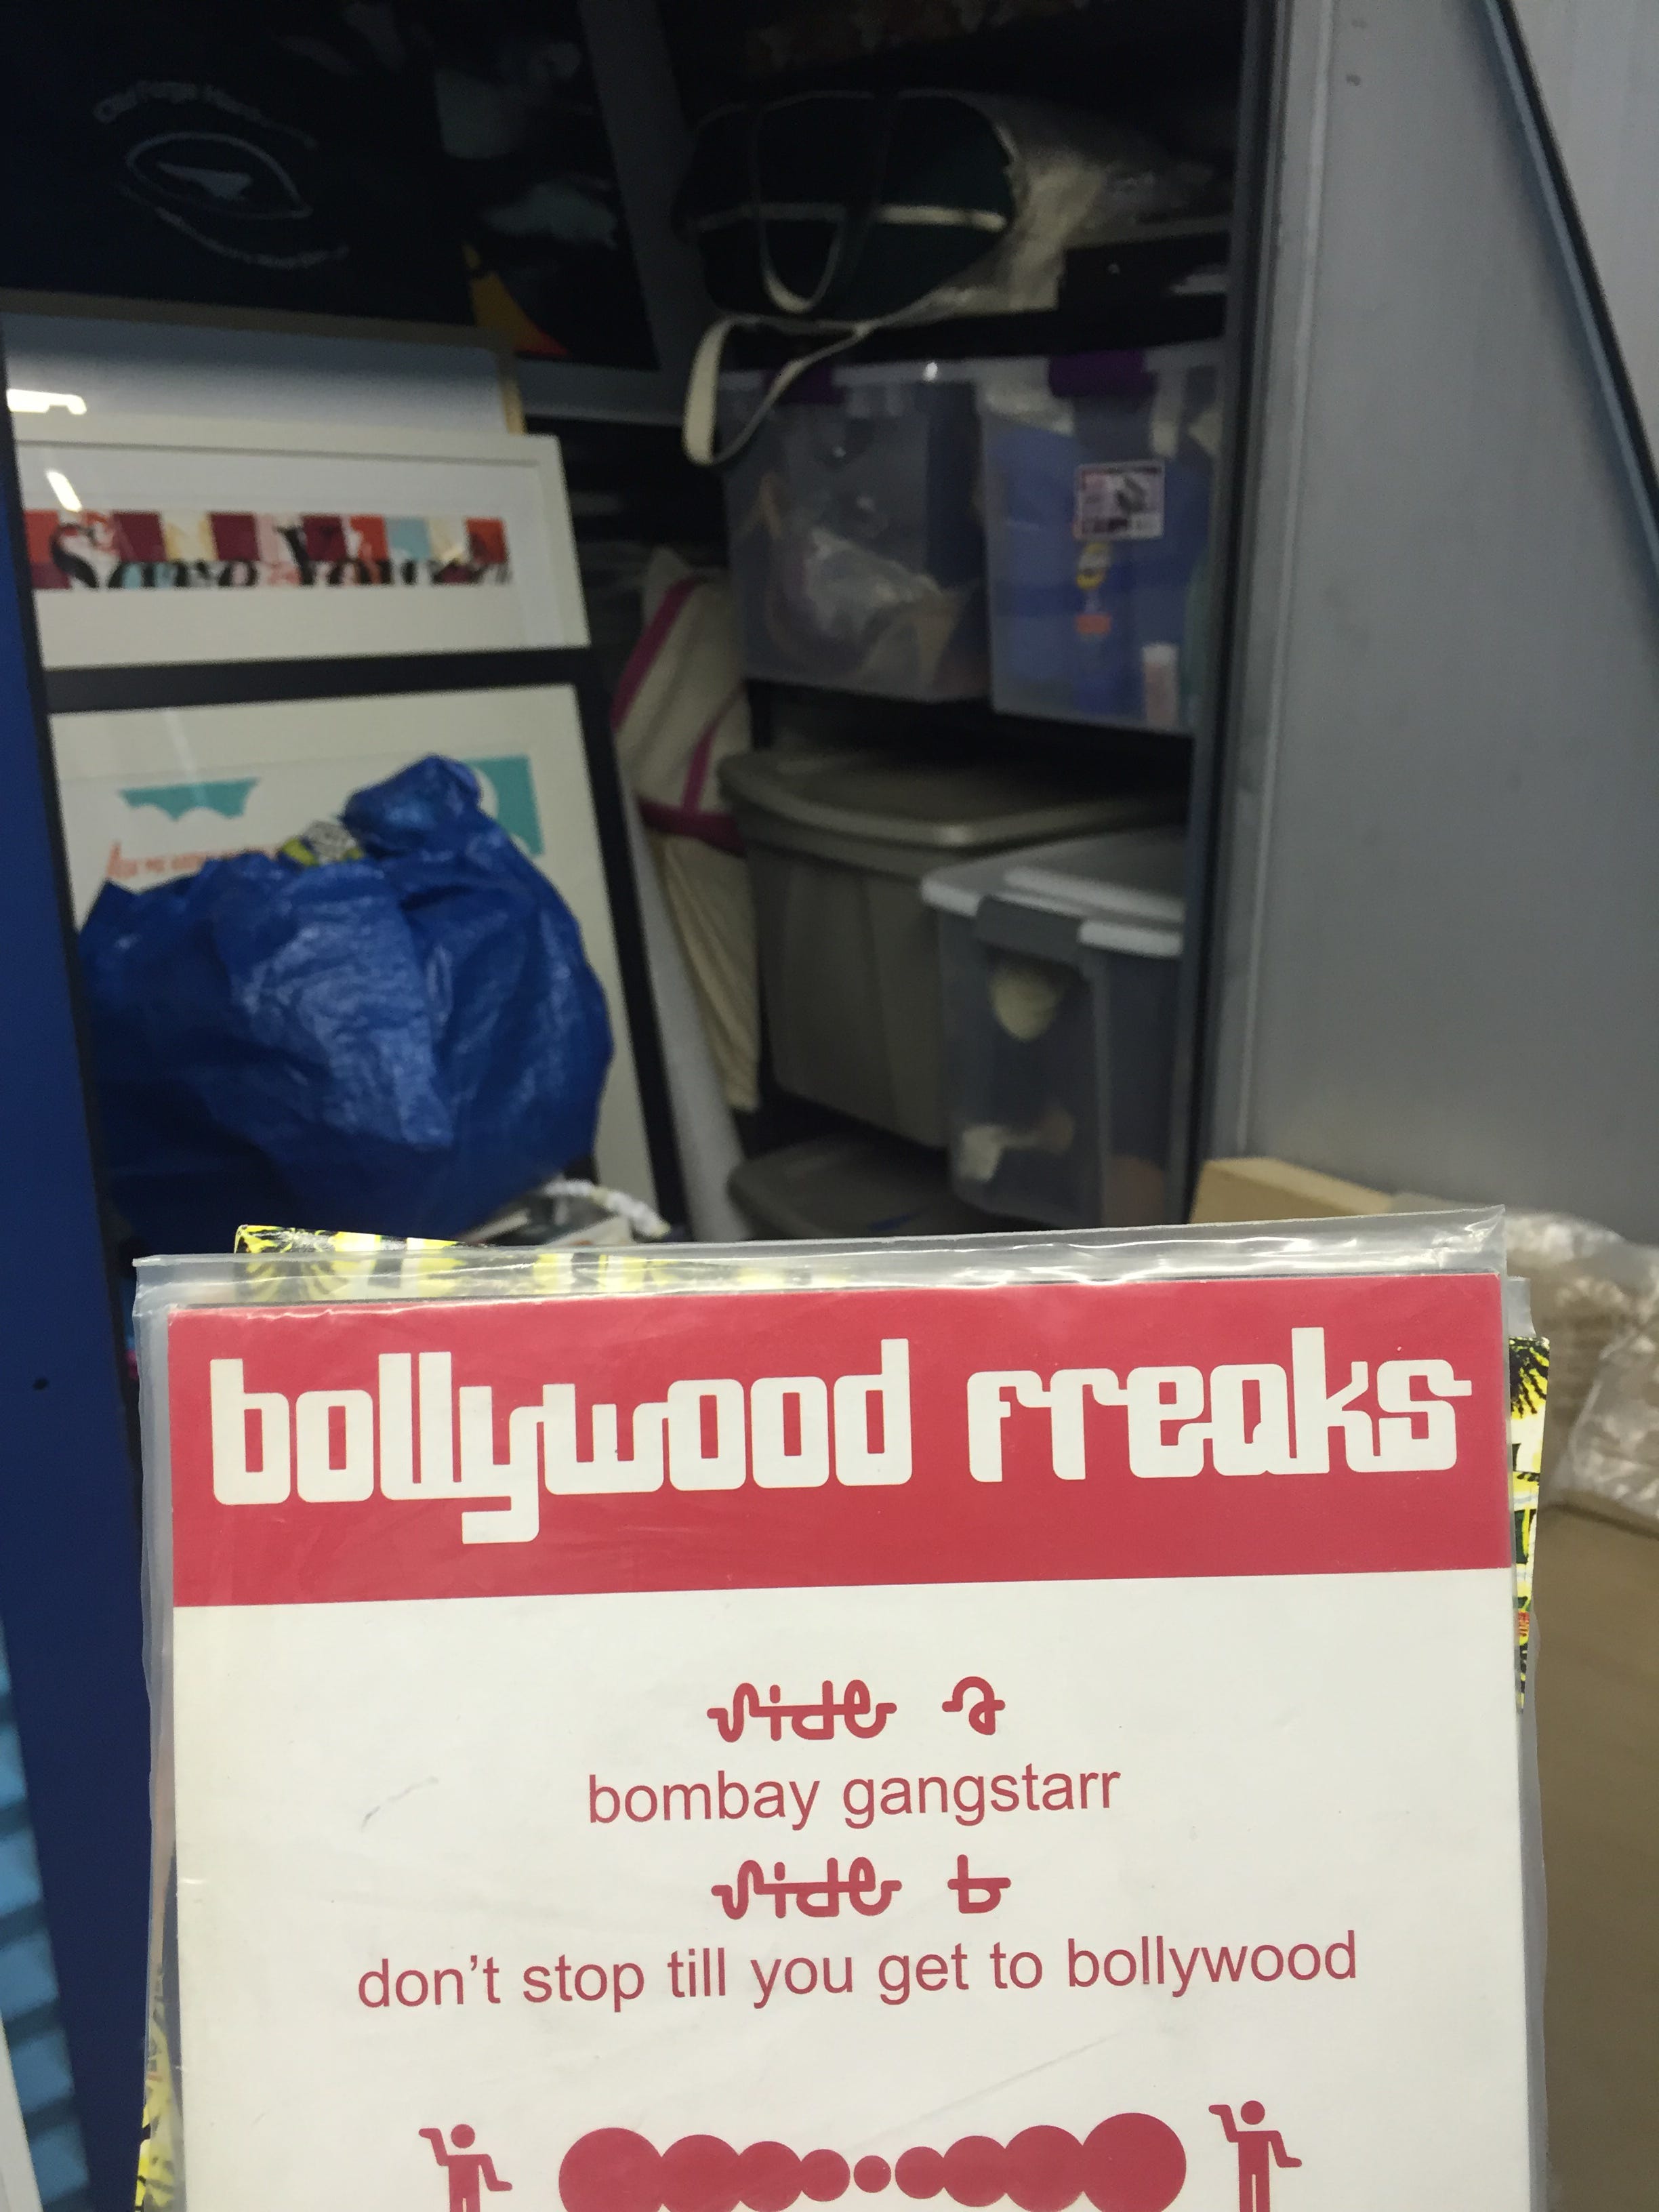 bollywood freaks
side a
bombay gangstarr
side b
don't stop till you get to bollywood